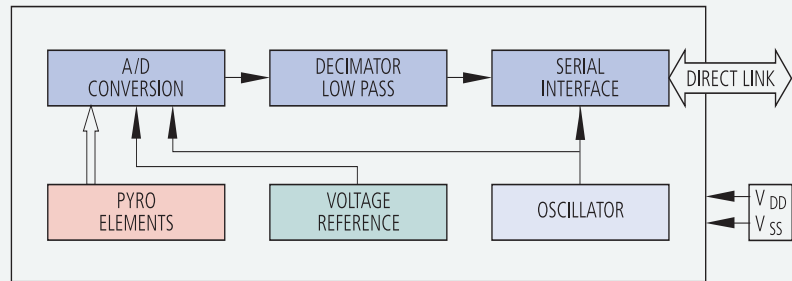 A/D
CONVERSION
DECIMATOR
LOW PASS
SERIAL
INTERFACE
DIRECT LINK
PYRO
ELEMENTS
VOLTAGE
REFERENCE
OSCILLATOR
V DD
V SS